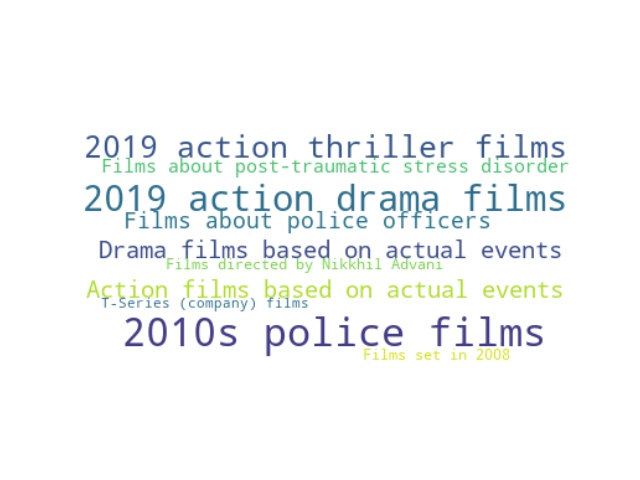 2019 action thriller films
Films about post-traumatic stress disorder
2019 action drama films
Films about police officers
Drama films based on actual events
Films directed by Nikkhil Advani
Action films based on actual events
T-Series (company) films
2010s police films
Films set in 2008